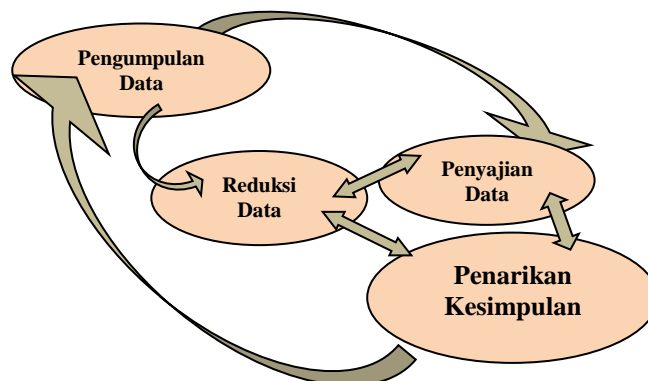 Pengumpulan
Data
Reduksi
Data
Penyajian
Data
Penarikan
Kesimpulan